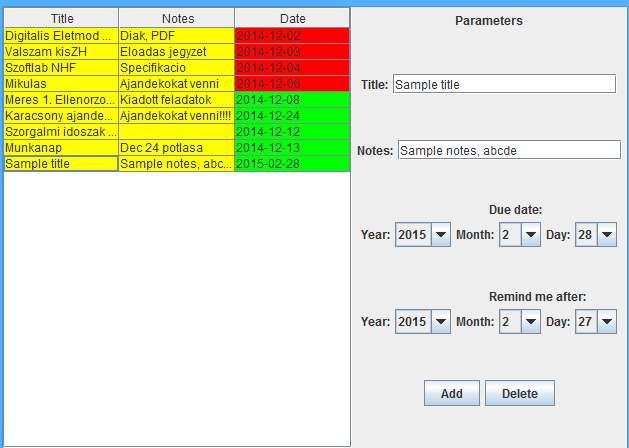 Title Notes Date
Digitalis Eletmod ... Diak, PDF 2014-12-02
Valszam kisZH Eloadas jegyzet 2014-12-03
Szoftlab NHF Specifikacio 2014-12-04
Mikulas Ajandekokat venni 2014-12-06
Meres 1. Ellenorzo... Kiadott feladatok 2014-12-08
Karacsony ajande... Ajandekokat venni!!!! 2014-12-24
Szorgalmi idoszak ... 2014-12-12
Munkanap Dec 24 potlasa 2014-12-13
Sample title Sample notes, abc... 2015-02-28
Parameters
Title: Sample title
Notes: Sample notes, abcde
Due date:
Year: 2015 Month: 2 Day: 28
Remind me after:
Year: 2015 Month: 2 Day: 27
Add Delete